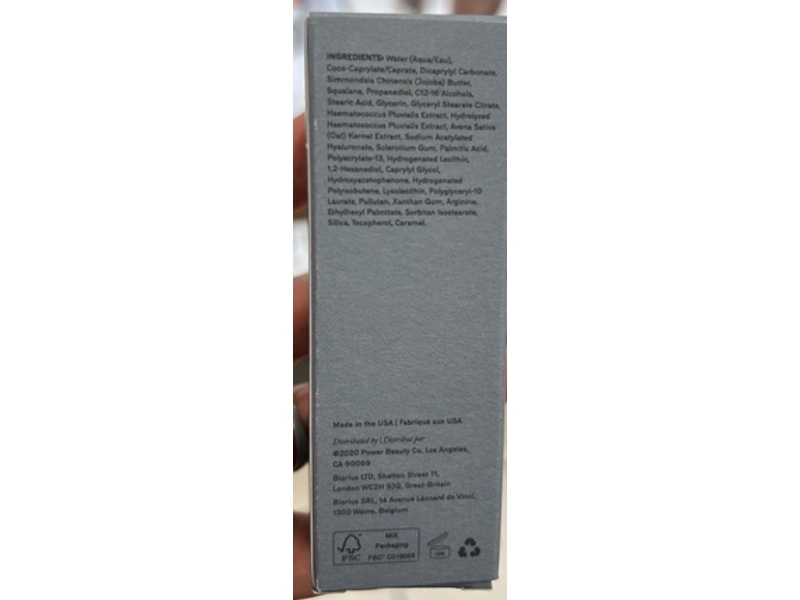 INGREDIENTS: Water (Aqua/Eau),
Coco-Caprylate/Caprate, Dicaprylyl Carbonate,
Simmondsia Chinensis (Jojoba) Butter,
Squalane, Propanediol, C12-16 Alcohols,
Stearic Acid, Glycerin, Glyceryl Stearate Citrate,
Haematococcus Pluvialis Extract, Hydrolyzed
Haematococcus Pluvialis Extract, Avena Sativa
(Oat) Kernel Extract, Sodium Acetylated
Hyaluronate, Sclerotium Gum, Palmitic Acid,
Polyacrylate-13, Hydrogenated Lecithin,
1,2-Hexanediol, Caprylyl Glycol,
Hydroxyacetophenone, Hydrogenated
Polyisobutene, Lysolecithin, Polyglyceryl-10
Laurate, Pullulan, Xanthan Gum, Arginine,
Ethylhexyl Palmitate, Sorbitan Isostearate,
Silica, Tocopherol, Caramel.
Made in the USA | Fabriqué aux USA
Distributed by | Distribué par
©2020 Power Beauty Co. Los Angeles,
CA 90069
Biorius LTD, Shelton Street 71,
London WC2H 9JQ, Great-Britain
Biorius SRL, 14 Avenue Léonard de Vinci,
1300 Wavre, Belgium
MIX
Packaging
FSC
FSC®